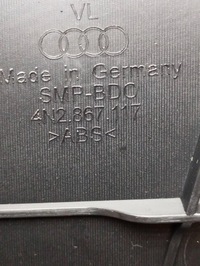 VL
Made in Germany
SMP-BDO
4N2.867.117
>ABS<